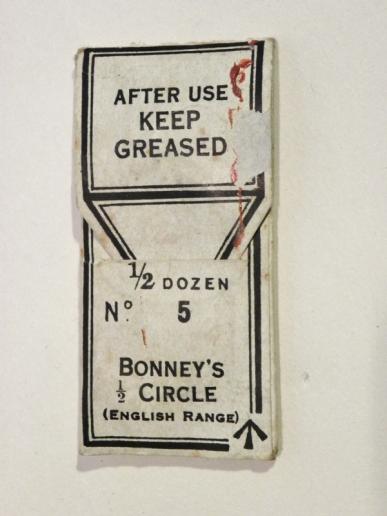 AFTER USE
KEEP
GREASED
1/2 DOZEN
Nº 5
BONNEY'S
1/2 CIRCLE
(ENGLISH RANGE)